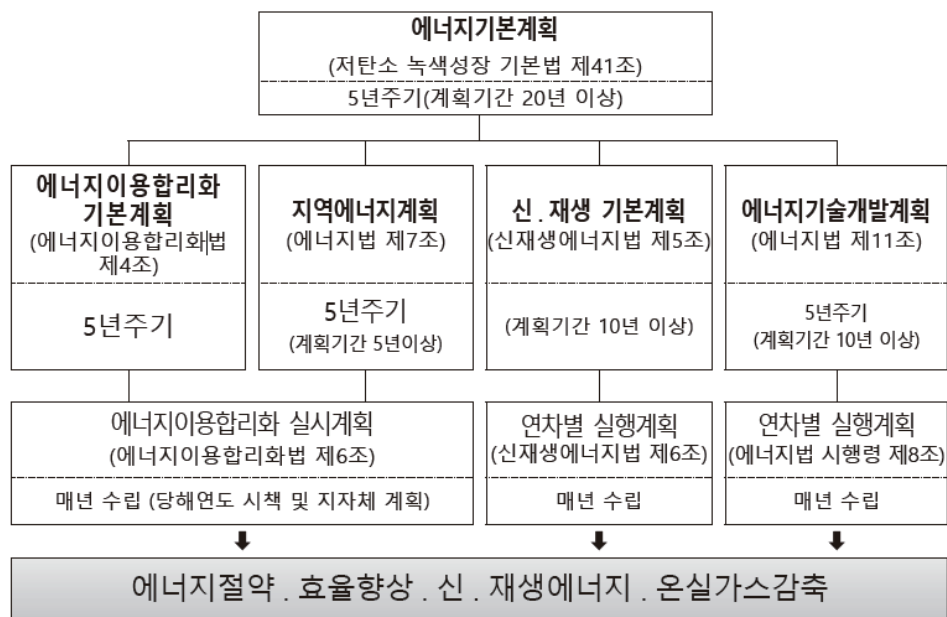 에너지기본계획
(저탄소 녹색성장 기본법 제41조)
5년주기(계획기간 20년 이상)
에너지이용합리화
기본계획
(에너지이용합리화법
제4조)
5년주기
지역에너지계획
(에너지법 제7조)
5년주기
(계획기간 5년이상)
신 . 재생 기본계획
(신재생에너지법 제5조)
(계획기간 10년 이상)
에너지기술개발계획
(에너지법 제11조)
5년주기
(계획기간 10년 이상)
에너지이용합리화 실시계획
(에너지이용합리화법 제6조)
매년 수립 (당해연도 시책 및 지자체 계획)
연차별 실행계획
(신재생에너지법 제6조)
매년 수립
연차별 실행계획
(에너지법 시행령 제8조)
매년 수립
에너지절약 . 효율향상 . 신 . 재생에너지 . 온실가스감축